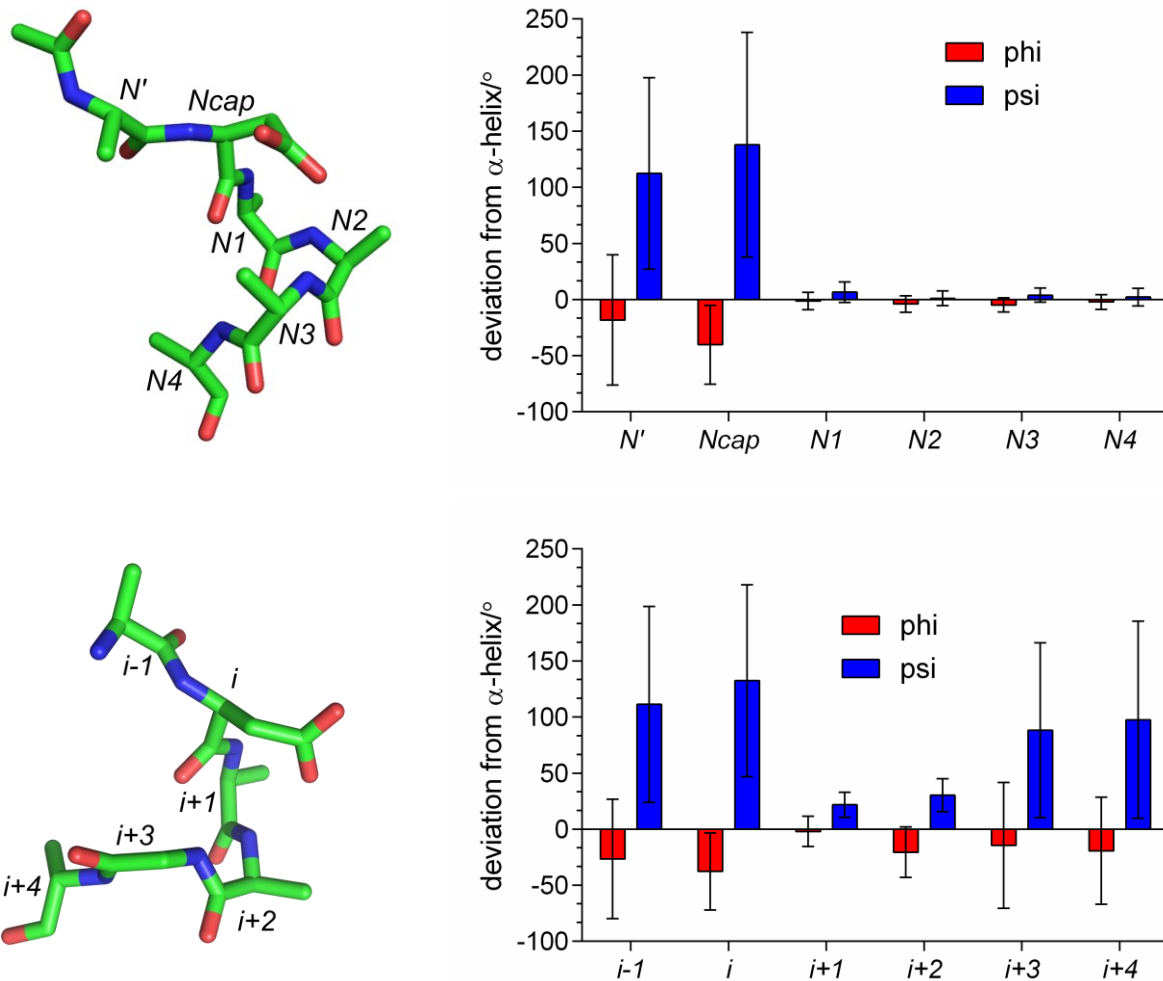 N'
Ncap
N1
N2
N3
N4
deviation from α-helix/°
250
200
150
100
50
0
-50
-100
phi
psi
N' Ncap N1 N2 N3 N4
i-1
i
i+1
i+3
i+4
i+2
deviation from α-helix/°
250
200
150
100
50
0
-50
-100
phi
psi
i-1 i i+1 i+2 i+3 i+4